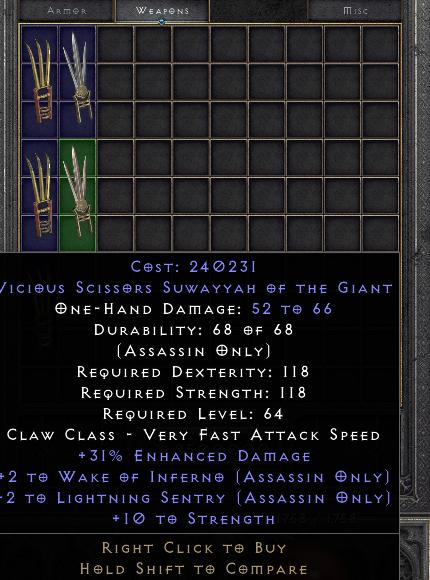 Armor
Weapons
Misc
Cost: 240231
Vicious Scissors Suwayyah of the Giant
One-Hand Damage: 52 to 66
Durability: 68 of 68
(Assassin Only)
Required Dexterity: 118
Required Strength: 118
Required Level: 64
Claw Class - Very Fast Attack Speed
+31% Enhanced Damage
+2 to Wake of Inferno (Assassin Only)
+2 to Lightning Sentry (Assassin Only)
+10 to Strength
Right Click to Buy
Hold Shift to Compare